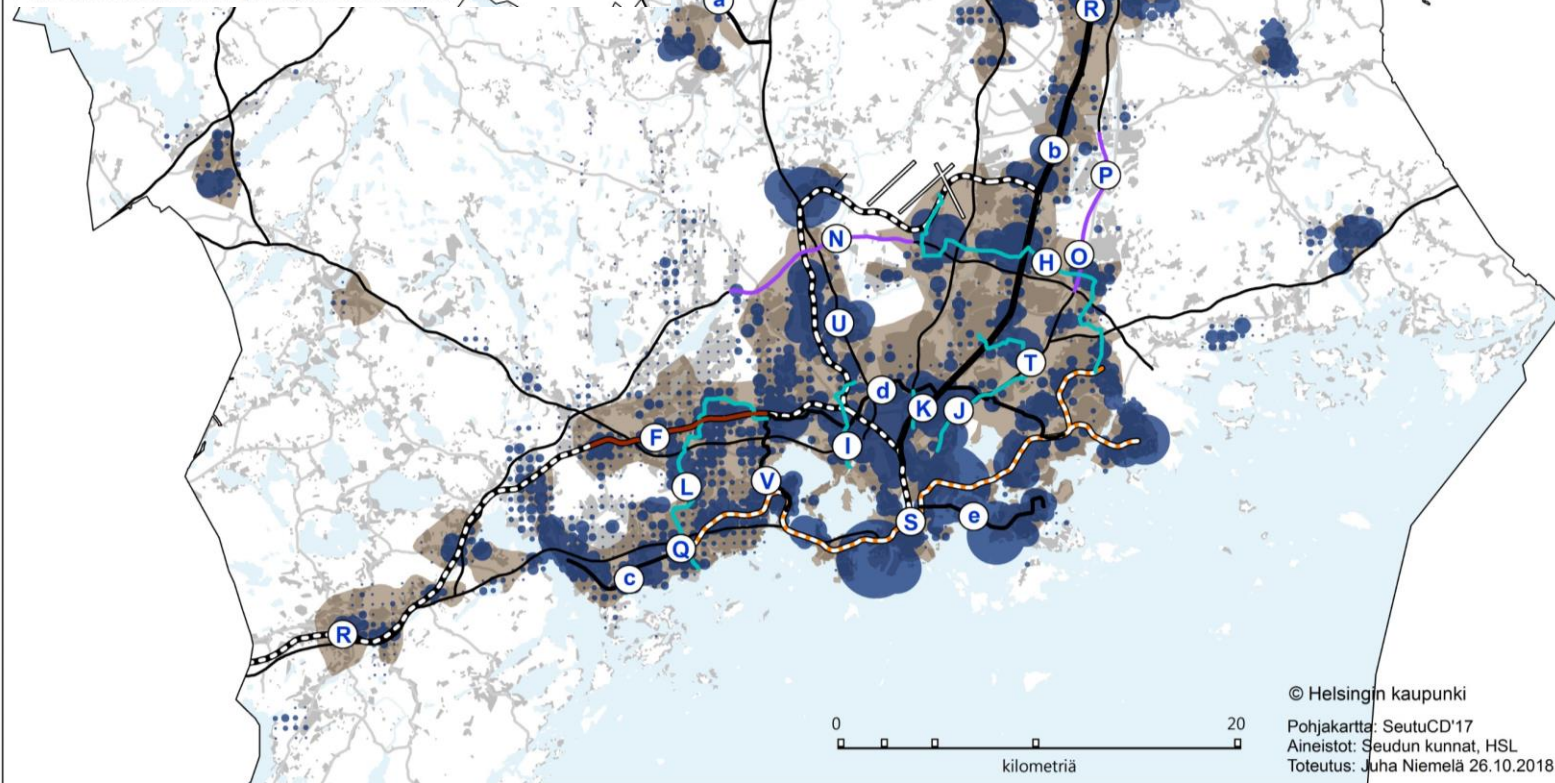 a
R
b
P
N
H
O
U
T
d
K
J
F
I
L
V
S
e
Q
c
R
© Helsingin kaupunki
0
20
kilometriä
Pohjakartta: SeutuCD'17
Aineistot: Seudun kunnat, HSL
Toteutus: Juha Niemelä 26.10.2018